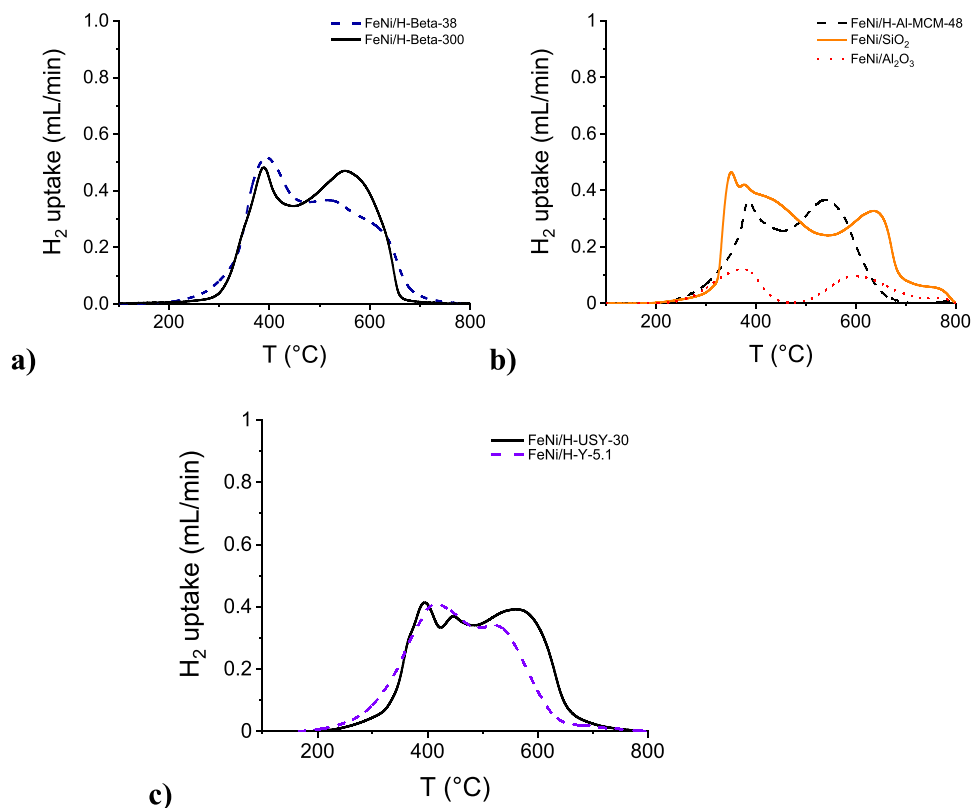 FeNi/H-Beta-38
FeNi/H-Beta-300
H₂ uptake (mL/min)
1.0
0.8
0.6
0.4
0.2
0.0
200 400 600 800
T (°C)
a)
FeNi/H-Al-MCM-48
FeNi/SiO₂
FeNi/Al₂O₃
H₂ uptake (mL/min)
1
0.8
0.6
0.4
0.2
0
200 400 600 800
T (°C)
b)
FeNi/H-USY-30
FeNi/H-Y-5.1
H₂ uptake (mL/min)
1
0.8
0.6
0.4
0.2
0
200 400 600 800
T (°C)
c)